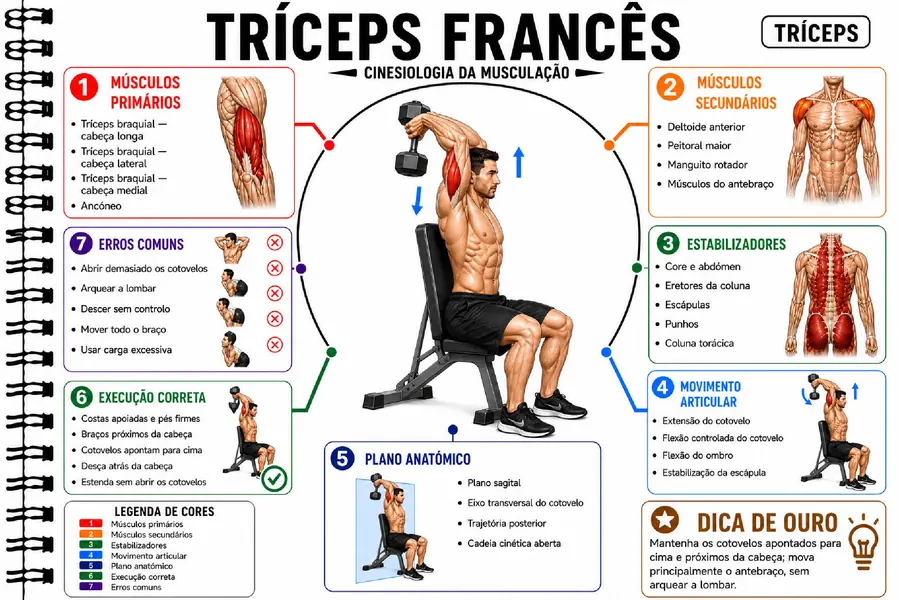 TRÍCEPS FRANCÊS
TRÍCEPS
CINESIOLOGIA DA MUSCULAÇÃO
1 MÚSCULOS
PRIMÁRIOS
• Tríceps braquial —
cabeça longa
• Tríceps braquial —
cabeça lateral
• Tríceps braquial —
cabeça medial
• Ancóneo
2 MÚSCULOS
SECUNDÁRIOS
• Deltoide anterior
• Peitoral maior
• Manguito rotador
• Músculos do antebraço
7 ERROS COMUNS
• Abrir demasiado os cotovelos
• Arquear a lombar
• Descer sem controlo
• Mover todo o braço
• Usar carga excessiva
3 ESTABILIZADORES
• Core e abdómen
• Eretores da coluna
• Escápulas
• Punhos
• Coluna torácica
6 EXECUÇÃO CORRETA
• Costas apoiadas e pés firmes
• Braços próximos da cabeça
• Cotovelos apontam para cima
• Desça atrás da cabeça
• Estenda sem abrir os cotovelos
4 MOVIMENTO
ARTICULAR
• Extensão do cotovelo
• Flexão controlada do cotovelo
• Flexão do ombro
• Estabilização da escápula
5 PLANO ANATÓMICO
• Plano sagital
• Eixo transversal do cotovelo
• Trajetória posterior
• Cadeia cinética aberta
LEGENDA DE CORES
1 Músculos primários
2 Músculos secundários
3 Estabilizadores
4 Movimento articular
5 Plano anatômico
6 Execução correta
7 Erros comuns
DICA DE OURO
Mantenha os cotovelos apontados para
cima e próximos da cabeça; mova
principalmente o antebraço, sem
arquear a lombar.